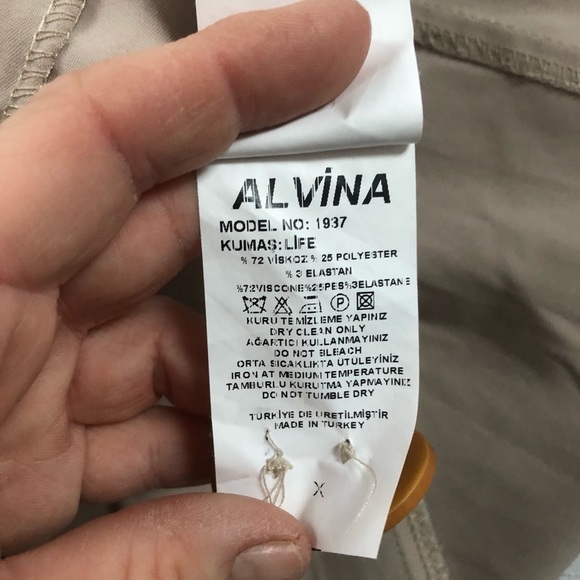 ALVİNA
MODEL NO: 1937
KUMAS: LİFE
% 72 VİSKOZ % 25 POLYESTER
% 3 ELASTAN
%72VISCONE%25PES%3ELASTANE
P
KURU TEMİZLEME YAPINIZ
DRY CLEAN ONLY
AĞARTICI KULLANMAYINIZ
DO NOT BLEACH
ORTA SICAKLIKTA ÜTÜLEYİNİZ
IRON AT MEDIUM TEMPERATURE
TAMBURLU KURUTMA YAPMAYINIZ
DO NOT TUMBLE DRY
TÜRKİYE DE ÜRETİLMİŞTİR
MADE IN TURKEY
X